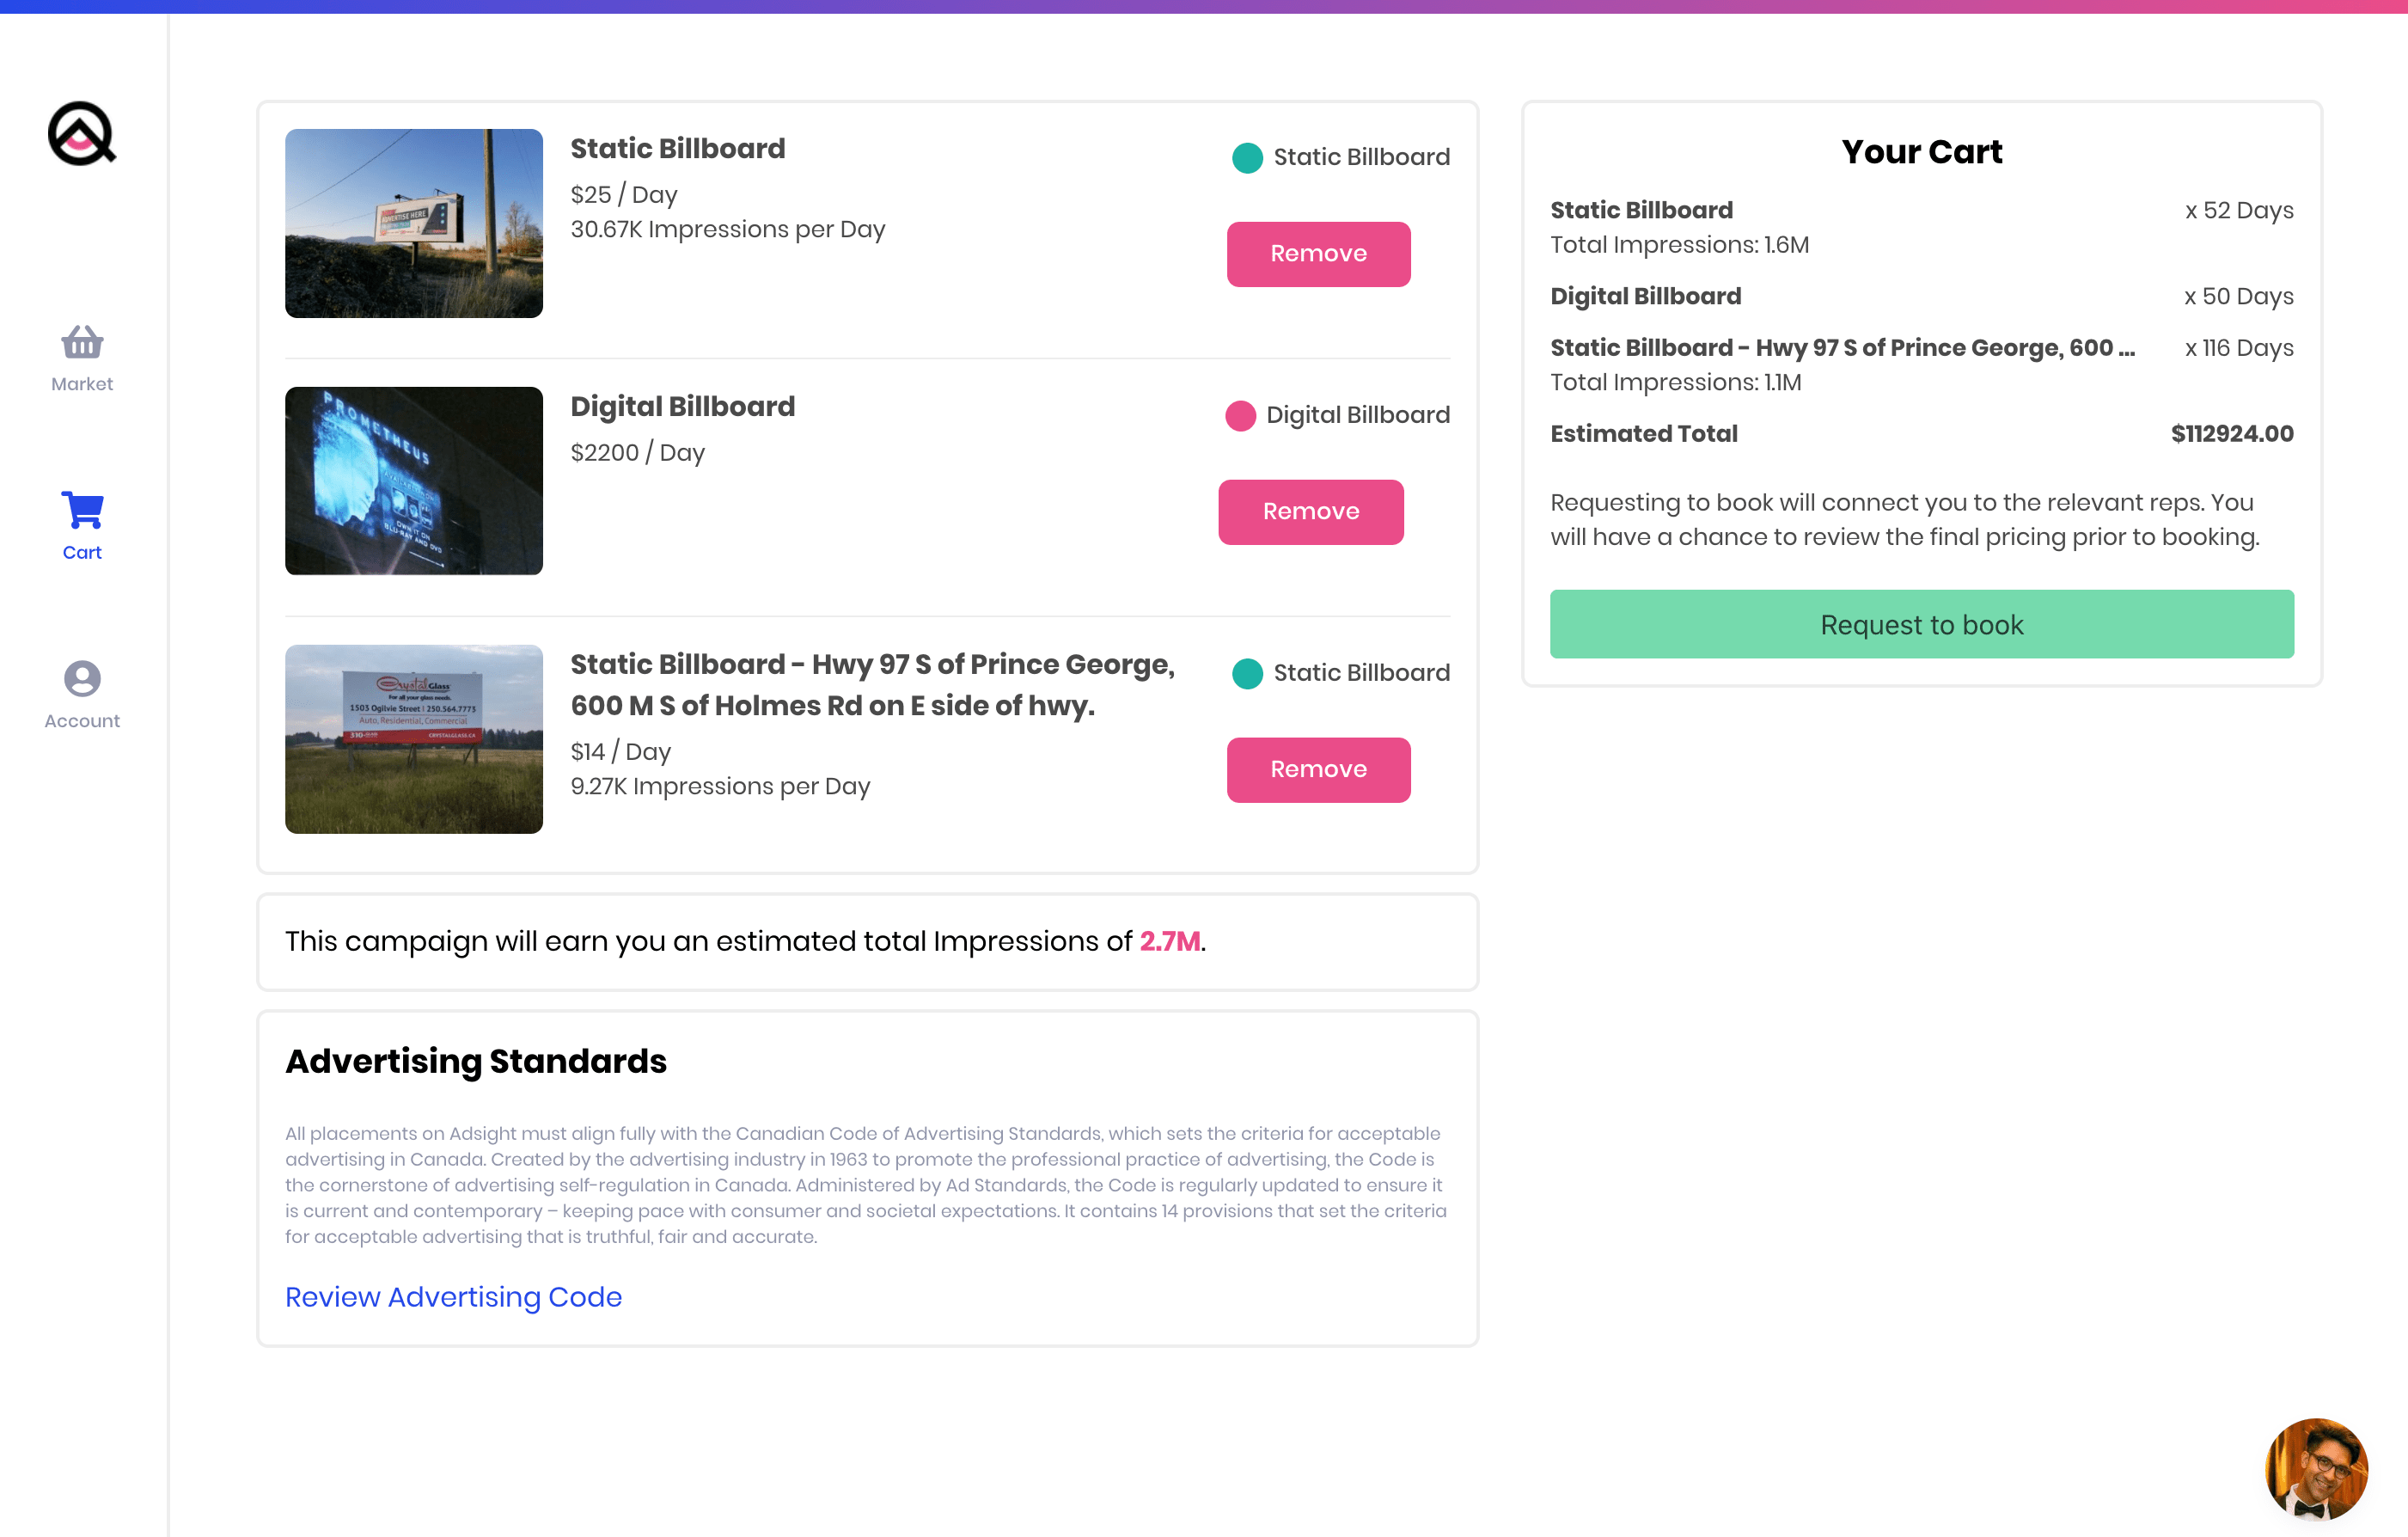 Market
Cart
Account
Static Billboard
$25 / Day
30.67K Impressions per Day
Static Billboard
Remove
ADVERTISE HERE
Digital Billboard
$2200 / Day
Digital Billboard
Remove
PROMETHEUS
OWN IT ON
BLU-RAY AND DVD
Static Billboard - Hwy 97 S of Prince George,
600 M S of Holmes Rd on E side of hwy.
$14 / Day
9.27K Impressions per Day
Static Billboard
Remove
Crystal Glass
For all your glass needs.
1503 Ogilvie Street | 250.564.7773
Auto, Residential, Commercial
CRYSTALGLASS.CA
This campaign will earn you an estimated total Impressions of 2.7M.
Advertising Standards
All placements on Adsight must align fully with the Canadian Code of Advertising Standards, which sets the criteria for acceptable
advertising in Canada. Created by the advertising industry in 1963 to promote the professional practice of advertising, the Code is
the cornerstone of advertising self-regulation in Canada. Administered by Ad Standards, the Code is regularly updated to ensure it
is current and contemporary – keeping pace with consumer and societal expectations. It contains 14 provisions that set the criteria
for acceptable advertising that is truthful, fair and accurate.
Review Advertising Code
Your Cart
Static Billboard x 52 Days
Total Impressions: 1.6M
Digital Billboard x 50 Days
Static Billboard - Hwy 97 S of Prince George, 600 ... x 116 Days
Total Impressions: 1.1M
Estimated Total $112924.00
Requesting to book will connect you to the relevant reps. You
will have a chance to review the final pricing prior to booking.
Request to book